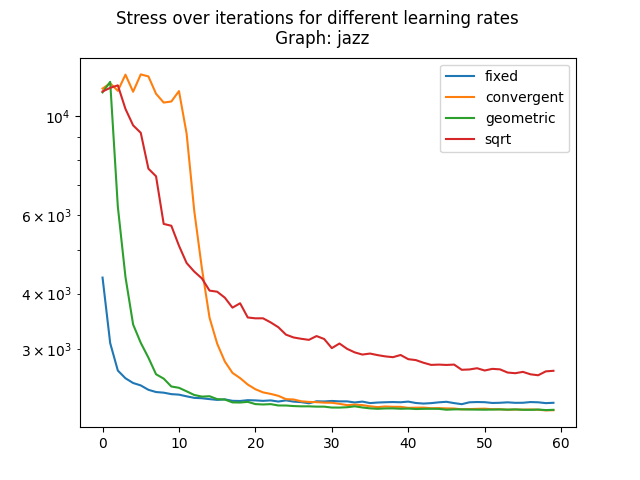 Stress over iterations for different learning rates
Graph: jazz
fixed
convergent
geometric
sqrt
10⁴
6 × 10³
4 × 10³
3 × 10³
0 10 20 30 40 50 60